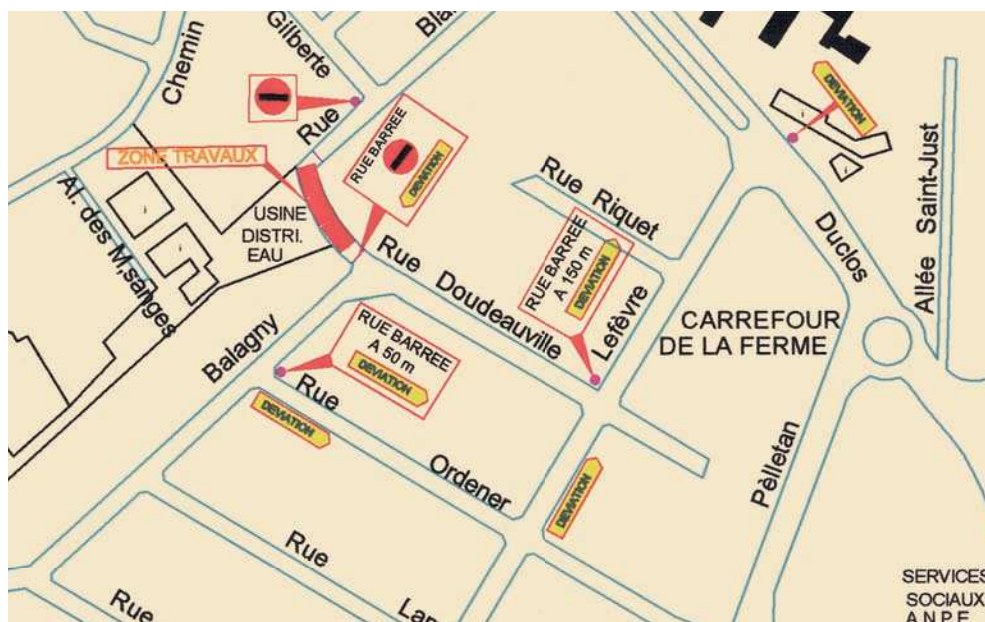 Gilberte
Bla
Chemin
Rue
DEVIATION
RUE BARREE
DEVIATION
ZONE TRAVAUX
Al. des M,sanges
USINE
DISTRI.
EAU
Rue Riquet
Allée Saint-Just
Duclos
Rue Doudeauville
RUE BARREE
A 150 m
DEVIATION
Lefèvre
CARREFOUR
DE LA FERME
Balagny
RUE BARREE
A 50 m
DEVIATION
DEVIATION
Rue Ordener
Pèlletan
DEVIATION
Rue
Lan
Rue
SERVICES
SOCIAUX
A N P E